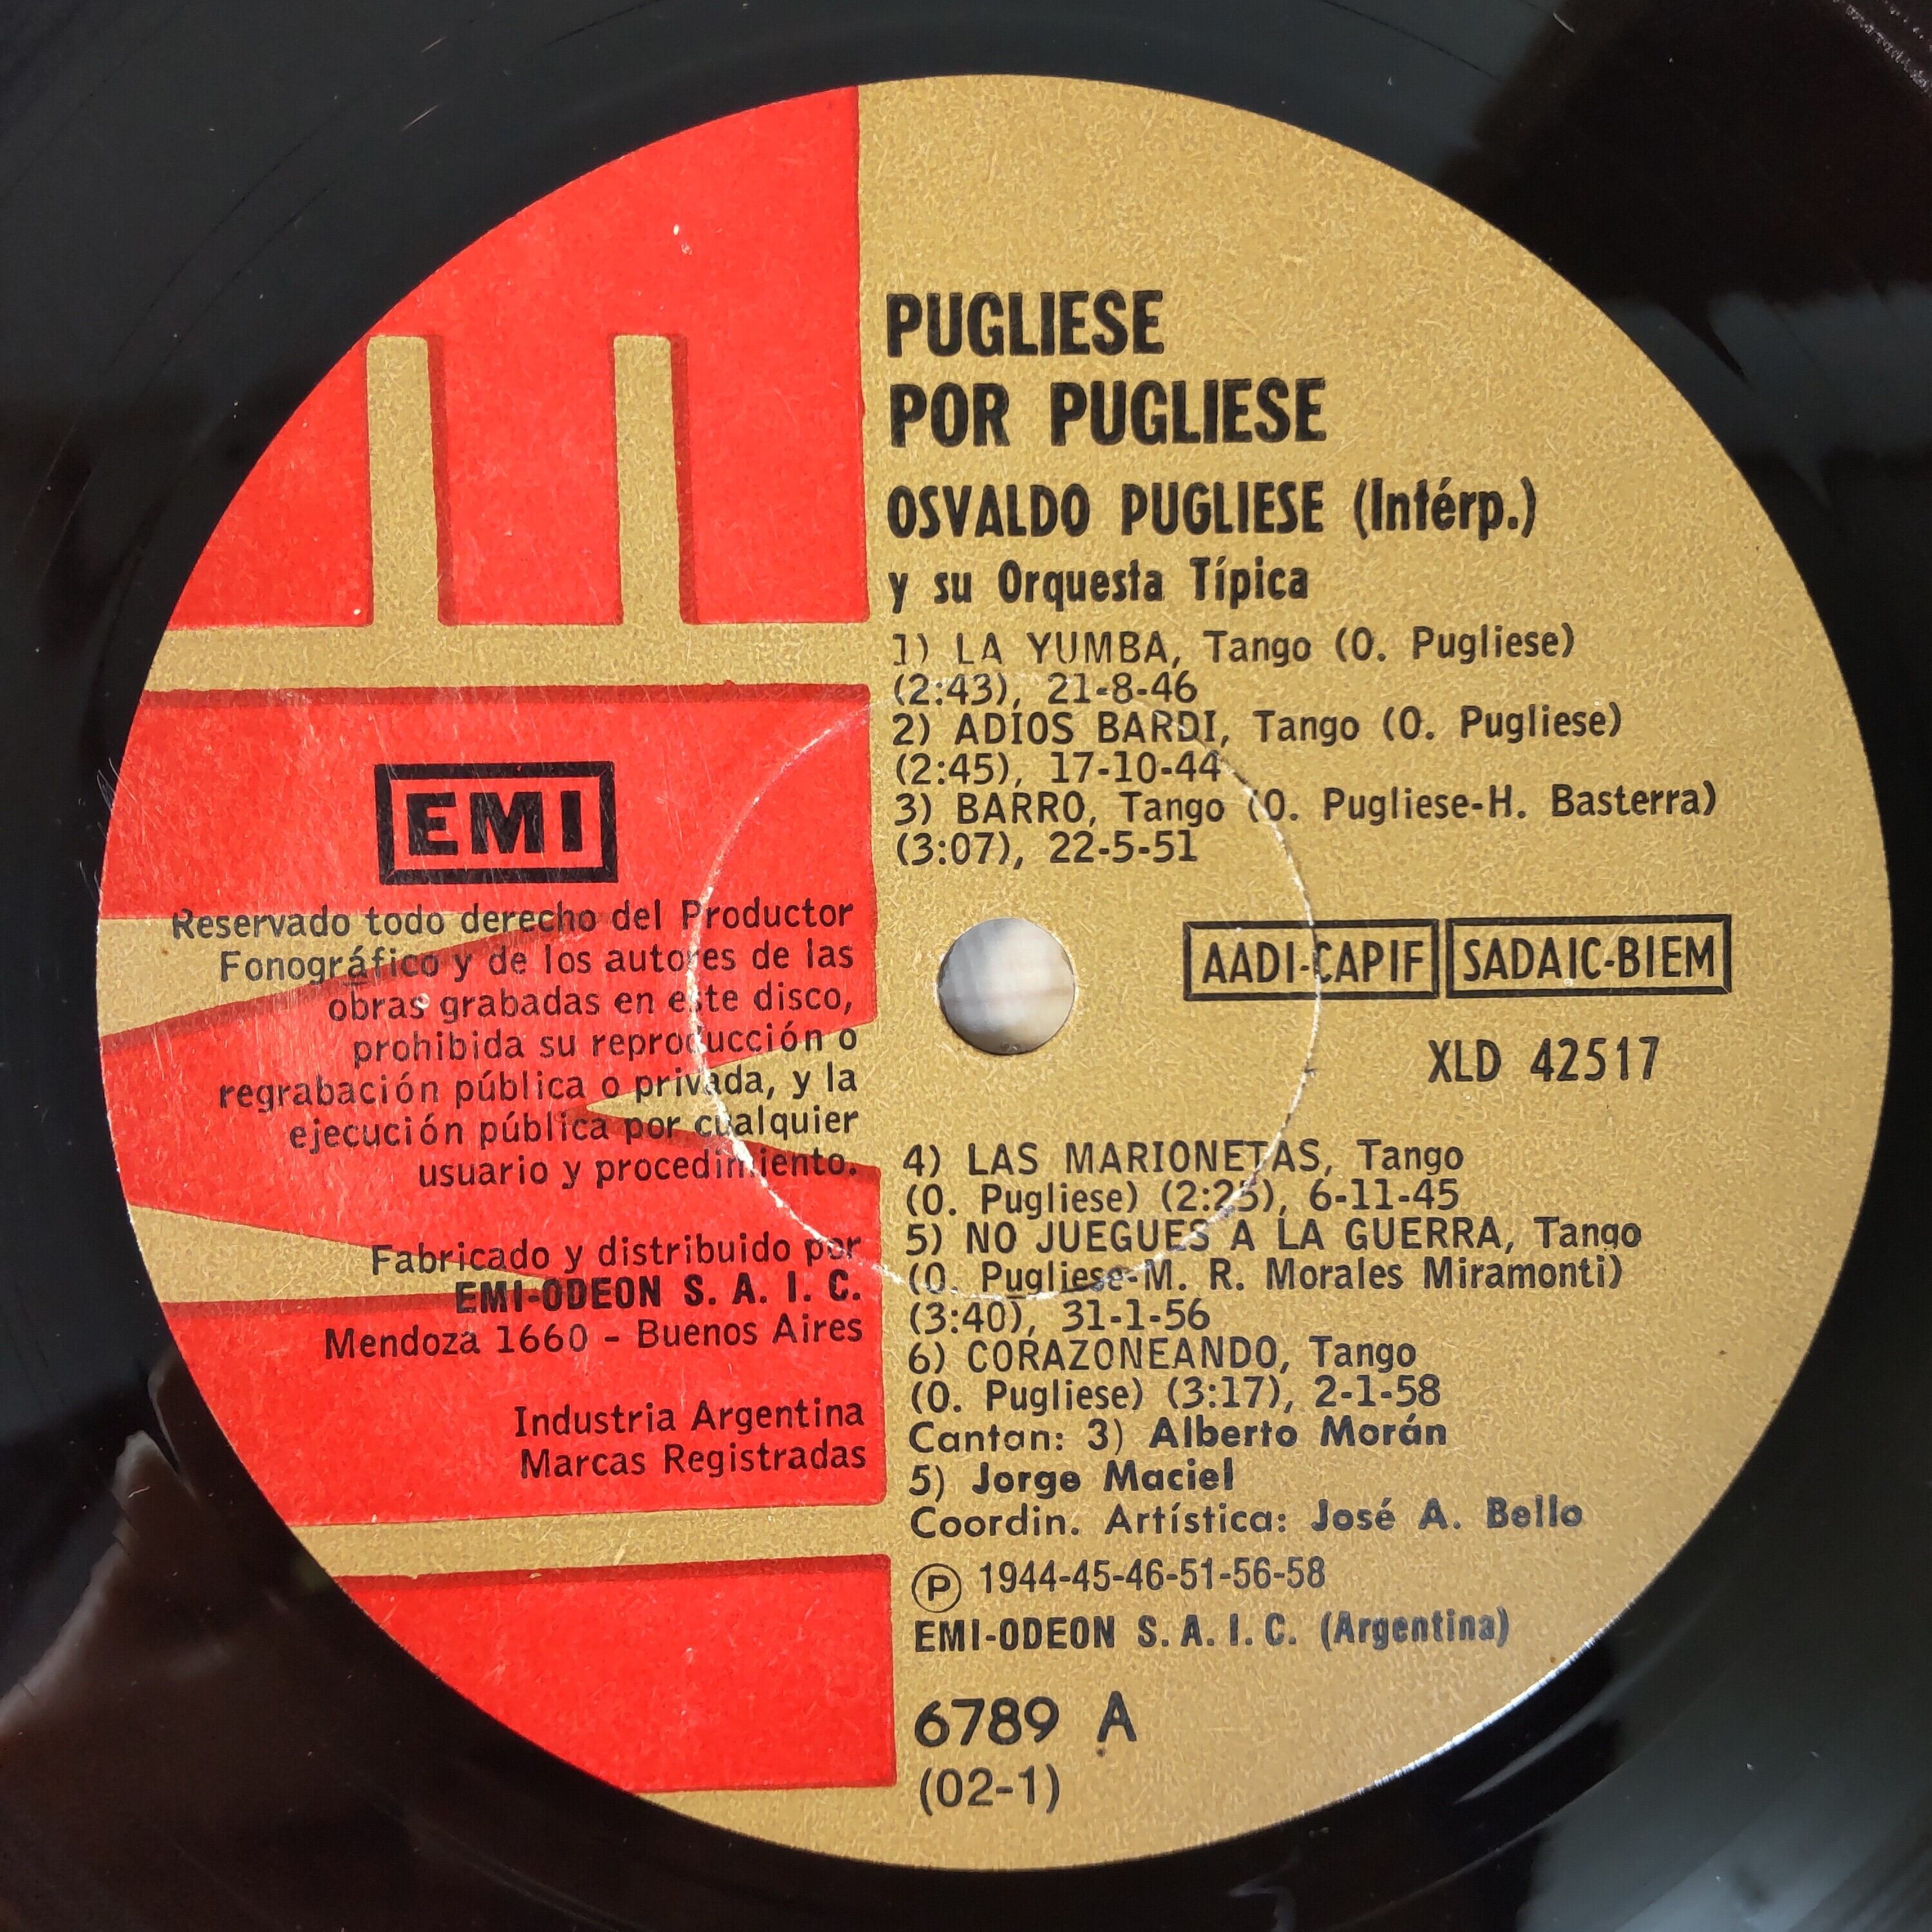 PUGLIESE
POR PUGLIESE
OSVALDO PUGLIESE (Intérp.)
y su Orquesta Típica
1) LA YUMBA, Tango (O. Pugliese)
(2:43), 21-8-46
2) ADIOS BARDI, Tango (O. Pugliese)
(2:45), 17-10-44
3) BARRO, Tango (O. Pugliese-H. Basterra)
(3:07), 22-5-51
EMI
Reservado todo derecho del Productor
Fonográfico y de los autores de las
obras grabadas en este disco,
prohibida su reproducción o
regrabación pública o privada, y la
ejecución pública por cualquier
usuario y procedimiento.
Fabricado y distribuido por
EMI-ODEON S. A. I. C.
Mendoza 1660 - Buenos Aires
Industria Argentina
Marcas Registradas
AADI-CAPIF SADAIC-BIEM
XLD 42517
4) LAS MARIONETAS, Tango
(O. Pugliese) (2:25), 6-11-45
5) NO JUEGUES A LA GUERRA, Tango
(O. Pugliese-M. R. Morales Miramonti)
(3:40), 31-1-56
6) CORAZONEANDO, Tango
(O. Pugliese) (3:17), 2-1-58
Cantan: 3) Alberto Morán
5) Jorge Maciel
Coordin. Artística: José A. Bello
Ⓟ 1944-45-46-51-56-58
EMI-ODEON S. A. I. C. (Argentina)
6789 A
(02-1)